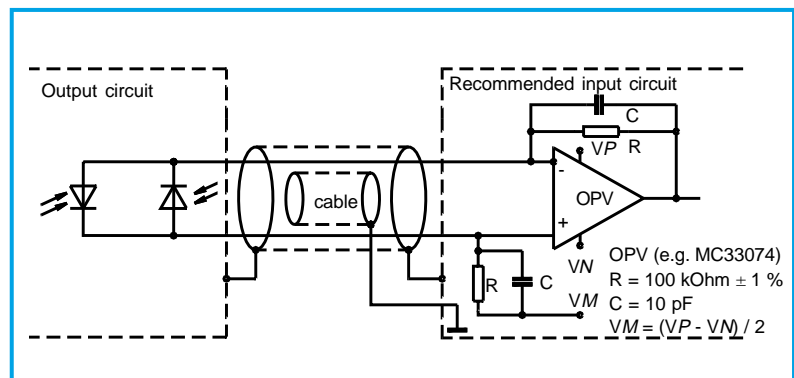 Output circuit
Recommended input circuit
C
VP
R
-
OPV
cable
+
VN
OPV (e.g. MC33074)
R
C
R = 100 kOhm ± 1 %
VM
C = 10 pF
VM = (VP - VN) / 2